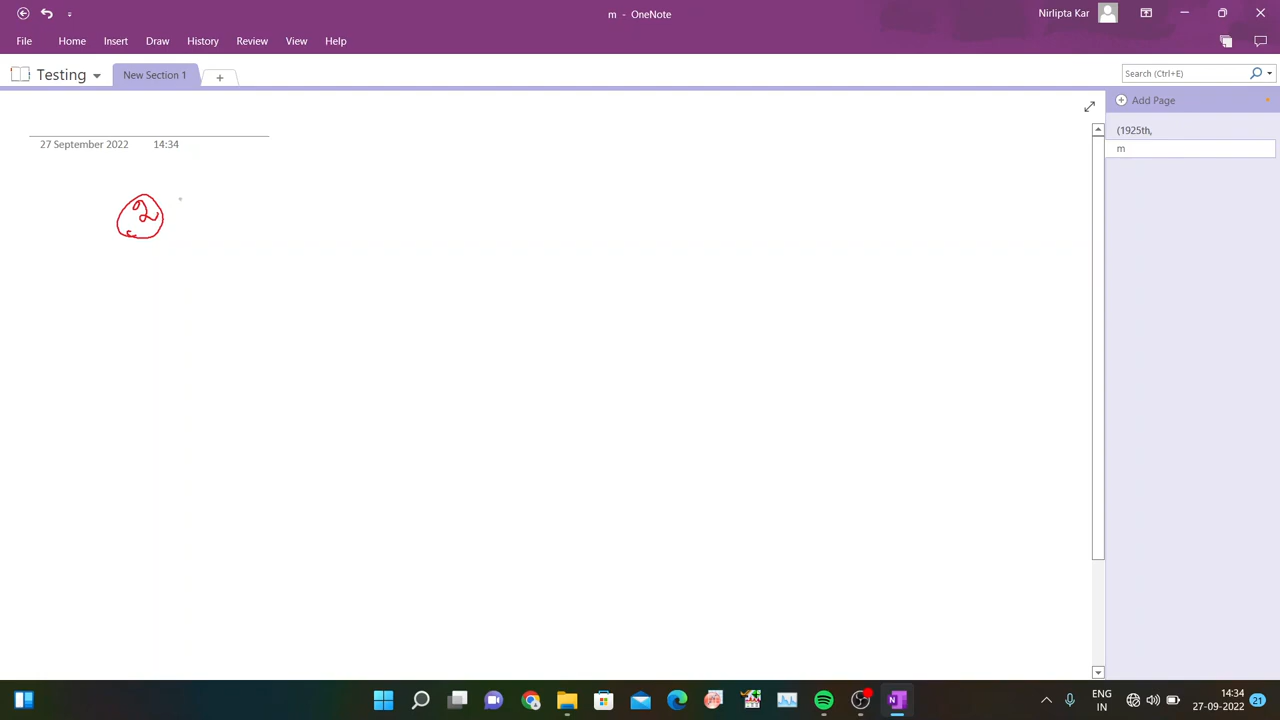 m - OneNote
Nirlipta Kar
File Home Insert Draw History Review View Help
Testing New Section 1
Search (Ctrl+E)
Add Page
27 September 2022 14:34
(1925th,
m
2
ENG
IN
14:34
27-09-2022
21